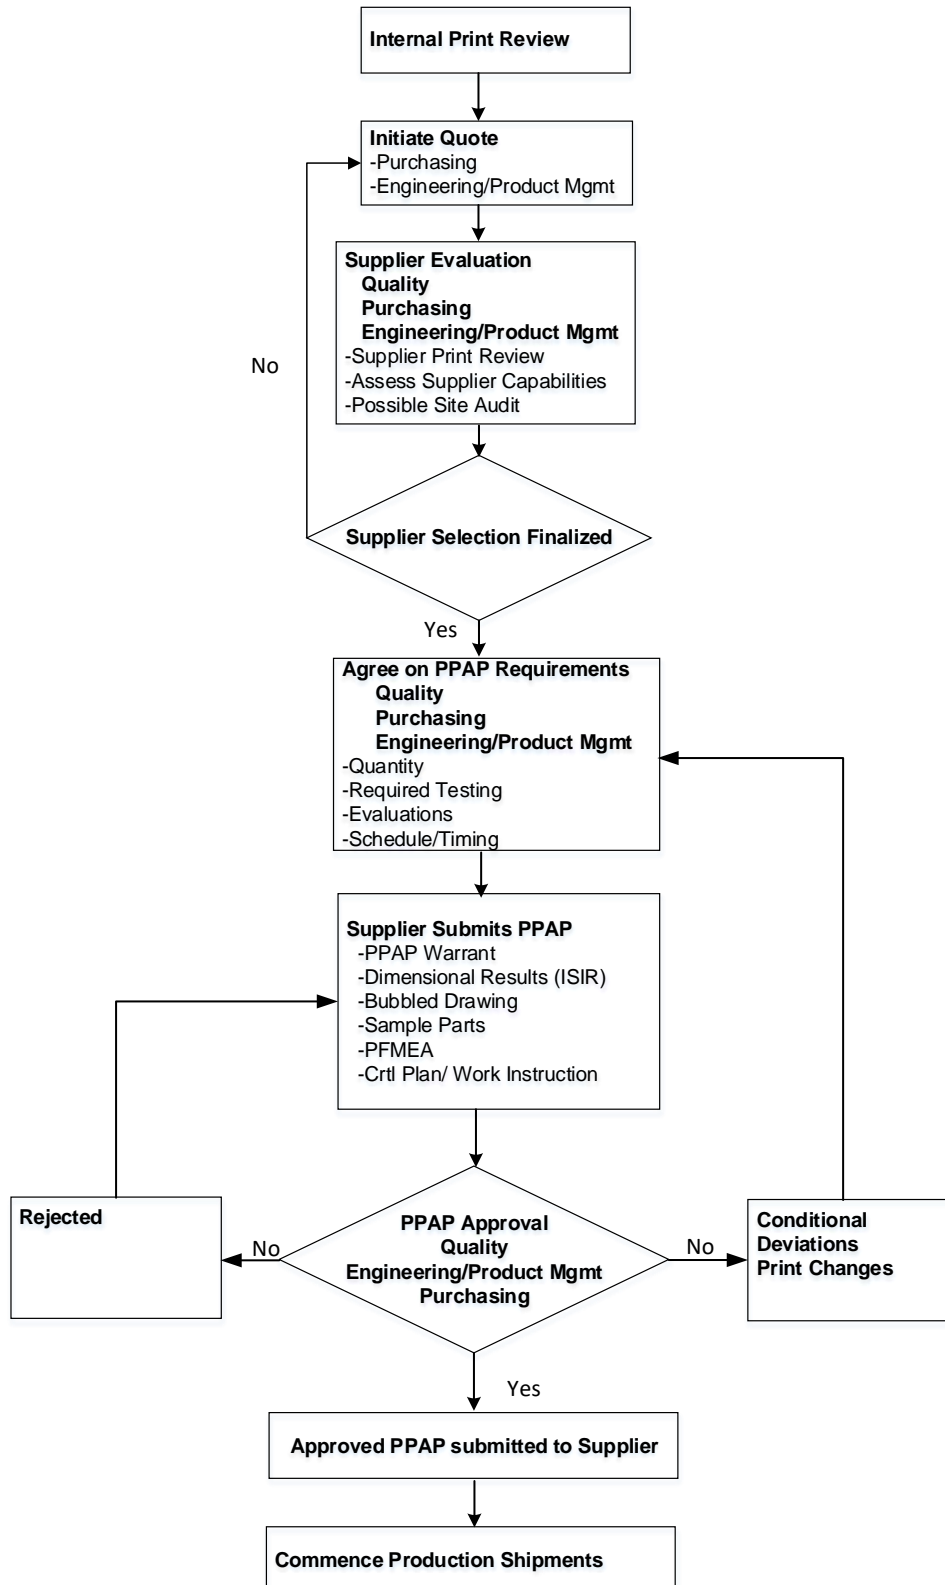 Internal Print Review
Initiate Quote
-Purchasing
-Engineering/Product Mgmt
Supplier Evaluation
Quality
Purchasing
Engineering/Product Mgmt
-Supplier Print Review
-Assess Supplier Capabilities
-Possible Site Audit
No
Supplier Selection Finalized
Yes
Agree on PPAP Requirements
Quality
Purchasing
Engineering/Product Mgmt
-Quantity
-Required Testing
-Evaluations
-Schedule/Timing
Supplier Submits PPAP
-PPAP Warrant
-Dimensional Results (ISIR)
-Bubbled Drawing
-Sample Parts
-PFMEA
-Crtl Plan/ Work Instruction
Rejected
No
PPAP Approval
Quality
Engineering/Product Mgmt
Purchasing
No
Conditional
Deviations
Print Changes
Yes
Approved PPAP submitted to Supplier
Commence Production Shipments